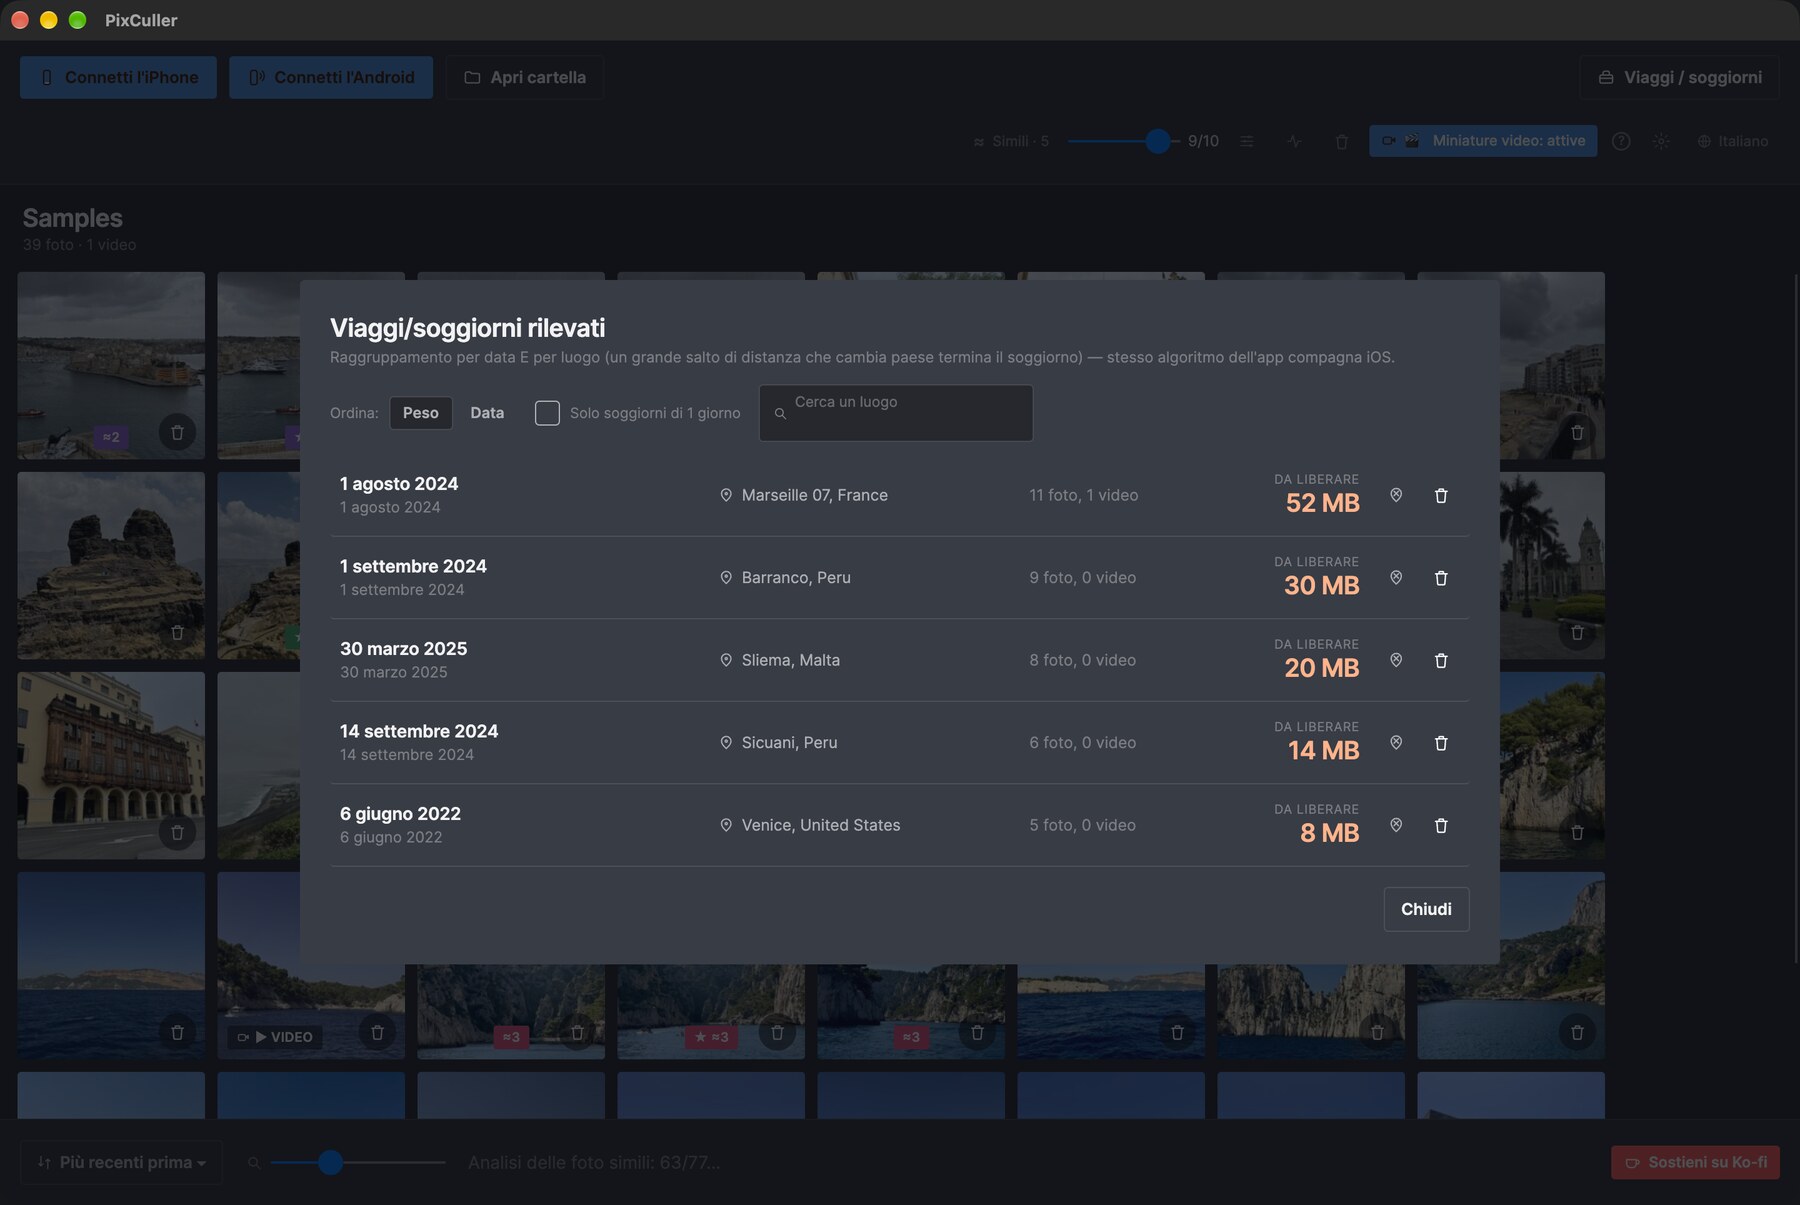 PixCuller
Connetti l'iPhone
Connetti l'Android
Apri cartella
Viaggi / soggiorni
≈ Simili · 5
9/10
Miniature video: attive
Italiano
Samples
39 foto · 1 video
≈2
Viaggi/soggiorni rilevati
Raggruppamento per data E per luogo (un grande salto di distanza che cambia paese termina il soggiorno) — stesso algoritmo dell'app compagna iOS.
Ordina: Peso Data Solo soggiorni di 1 giorno Cerca un luogo
1 agosto 2024
1 agosto 2024
Marseille 07, France
11 foto, 1 video
DA LIBERARE
52 MB
1 settembre 2024
1 settembre 2024
Barranco, Peru
9 foto, 0 video
DA LIBERARE
30 MB
30 marzo 2025
30 marzo 2025
Sliema, Malta
8 foto, 0 video
DA LIBERARE
20 MB
14 settembre 2024
14 settembre 2024
Sicuani, Peru
6 foto, 0 video
DA LIBERARE
14 MB
6 giugno 2022
6 giugno 2022
Venice, United States
5 foto, 0 video
DA LIBERARE
8 MB
Chiudi
VIDEO
≈3
★ ≈3
≈3
Più recenti prima
Analisi delle foto simili: 63/77...
Sostieni su Ko-fi